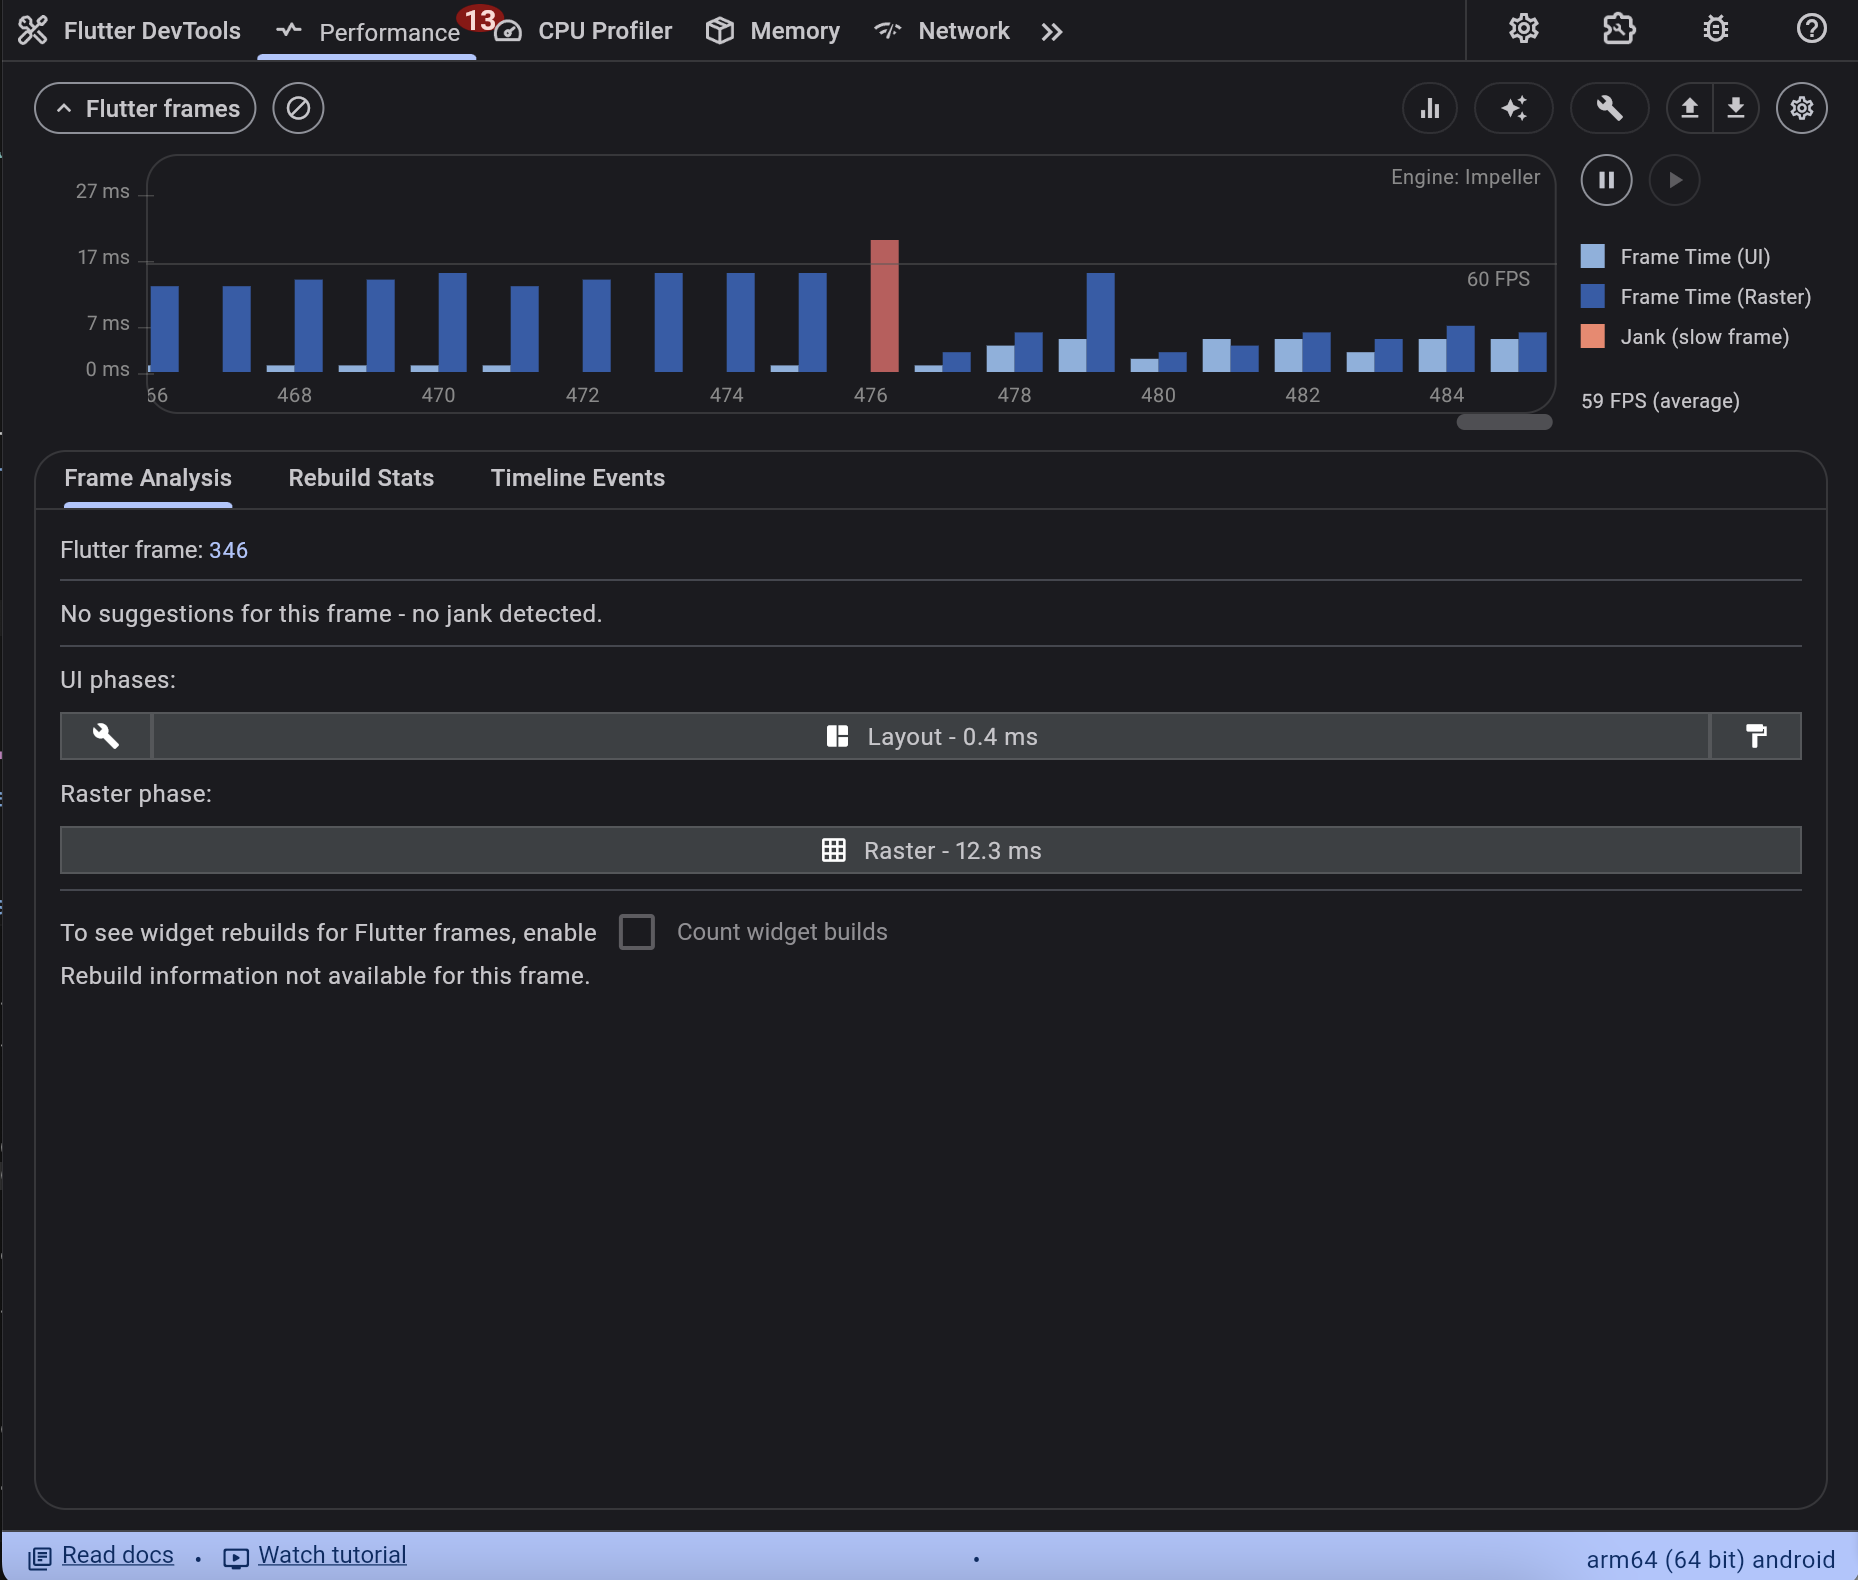 Flutter DevTools Performance 13 CPU Profiler Memory Network
Flutter frames
Engine: Impeller
27 ms
17 ms
7 ms
0 ms
60 FPS
66 468 470 472 474 476 478 480 482 484
Frame Time (UI)
Frame Time (Raster)
Jank (slow frame)
59 FPS (average)
Frame Analysis Rebuild Stats Timeline Events
Flutter frame: 346
No suggestions for this frame - no jank detected.
UI phases:
Layout - 0.4 ms
Raster phase:
Raster - 12.3 ms
To see widget rebuilds for Flutter frames, enable Count widget builds
Rebuild information not available for this frame.
Read docs • Watch tutorial • arm64 (64 bit) android